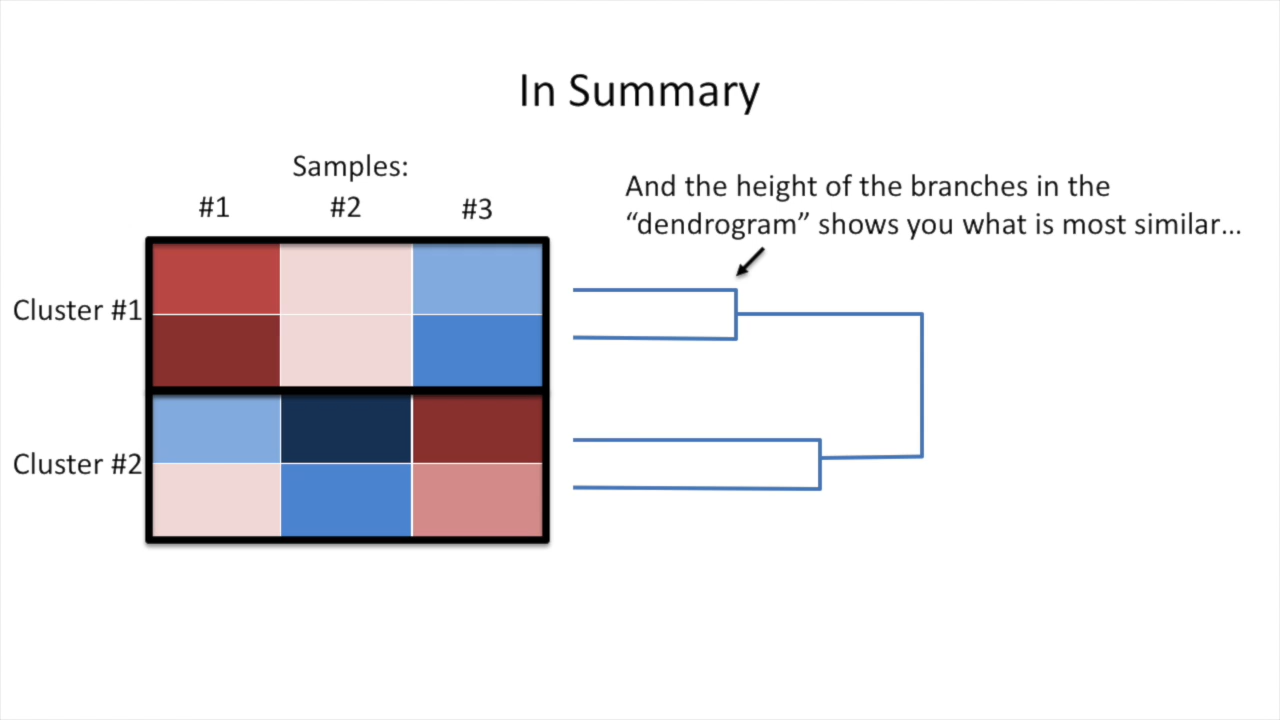 In Summary
Samples:
#1 #2 #3
And the height of the branches in the
“dendrogram” shows you what is most similar…
Cluster #1
Cluster #2